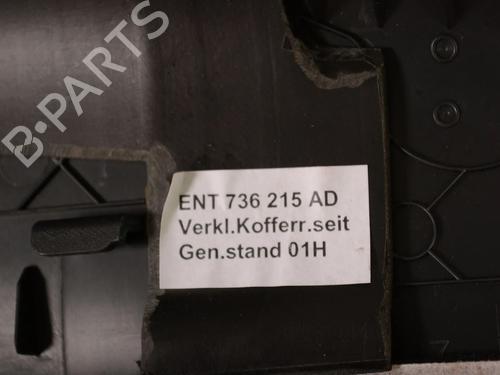 B-PARTS
ENT 736 215 AD
Verkl.Kofferr.seit
Gen.stand 01H